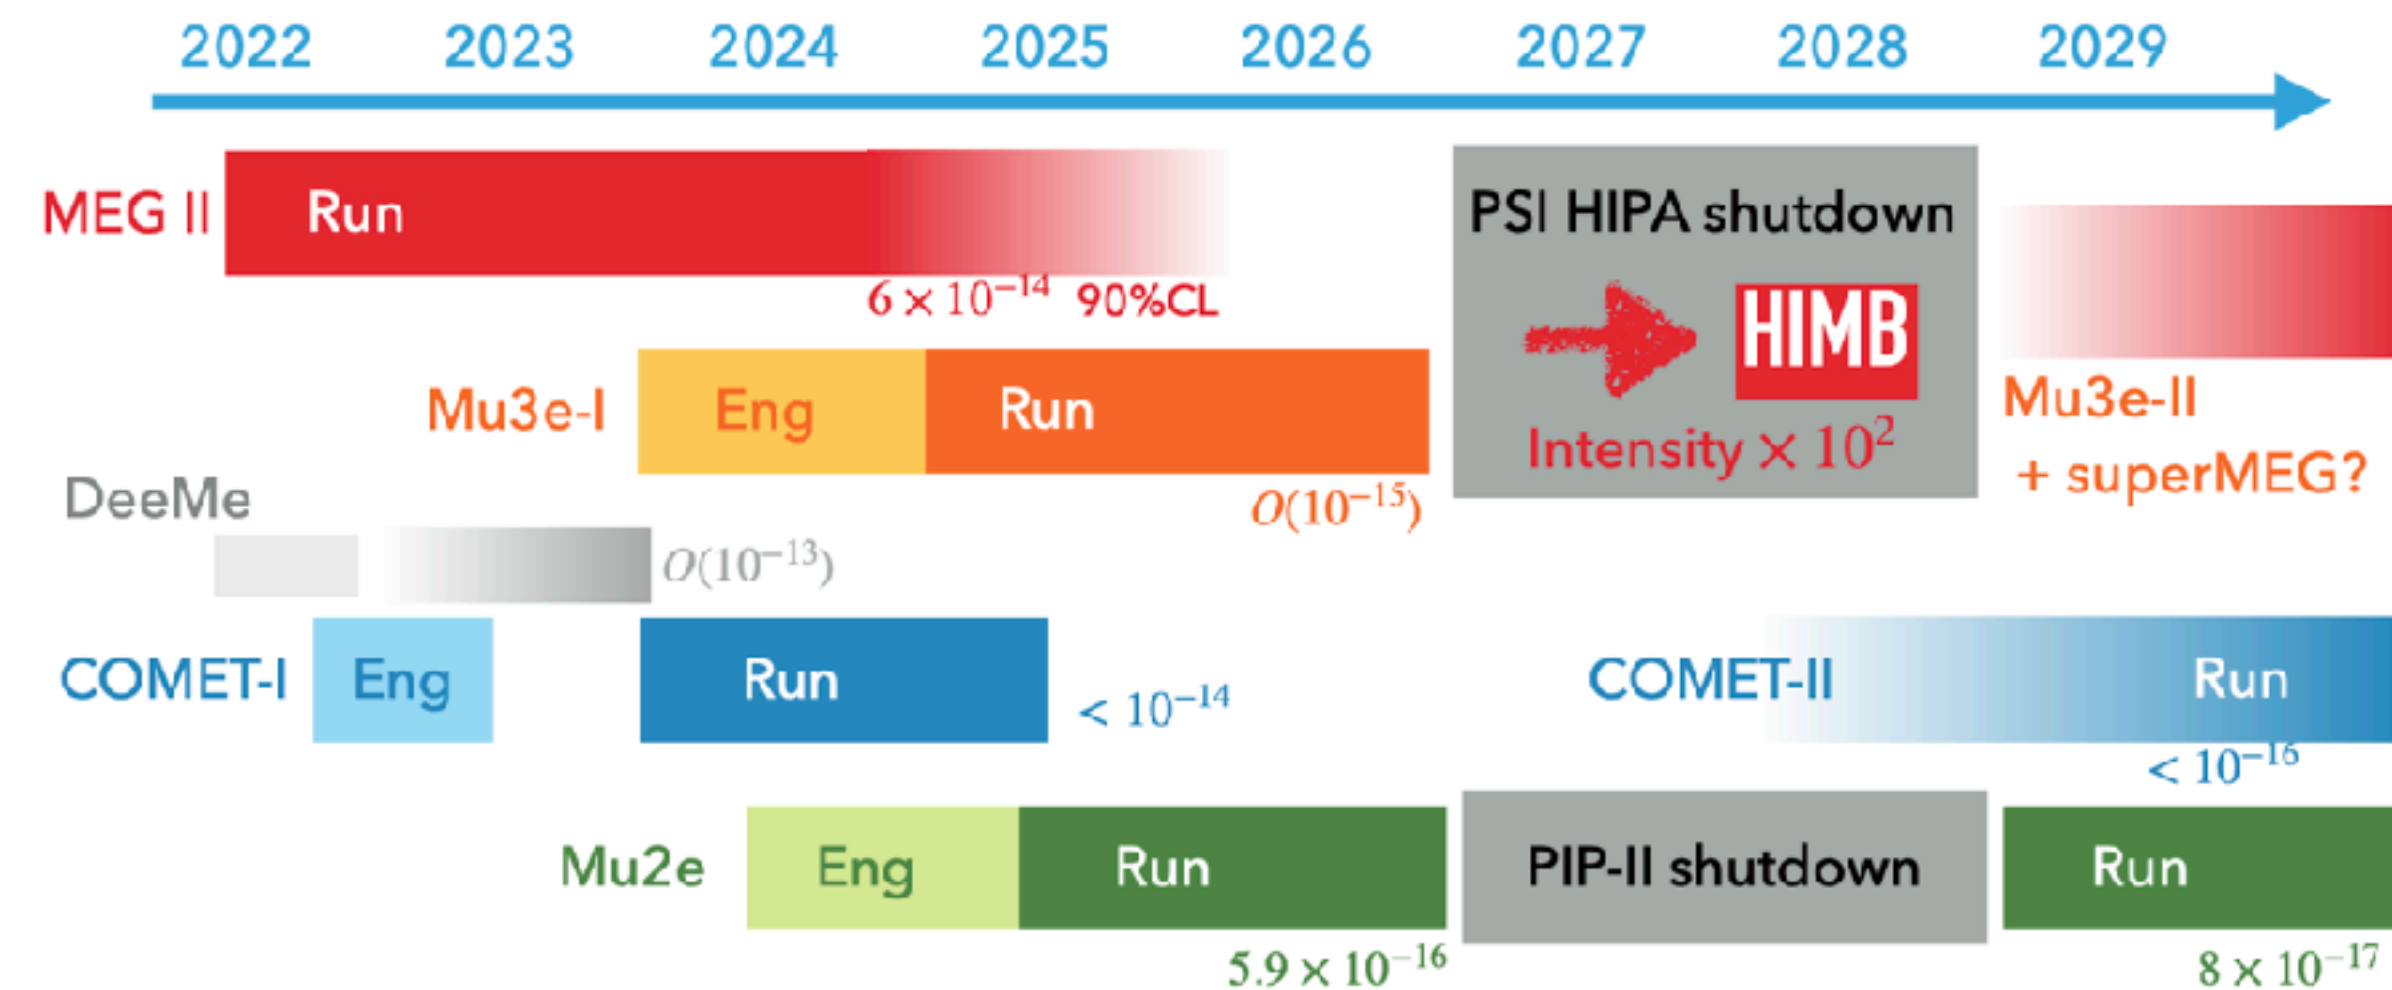 2022 2023 2024 2025 2026 2027 2028 2029
MEG II Run
6 × 10⁻¹⁴ 90%CL
PSI HIPA shutdown
HIMB
Intensity × 10²
Mu3e-I Eng Run
O(10⁻¹⁵)
Mu3e-II
+ superMEG?
DeeMe
O(10⁻¹³)
COMET-I Eng Run
< 10⁻¹⁴
COMET-II Run
< 10⁻¹⁶
Mu2e Eng Run
5.9 × 10⁻¹⁶
PIP-II shutdown
Run
8 × 10⁻¹⁷